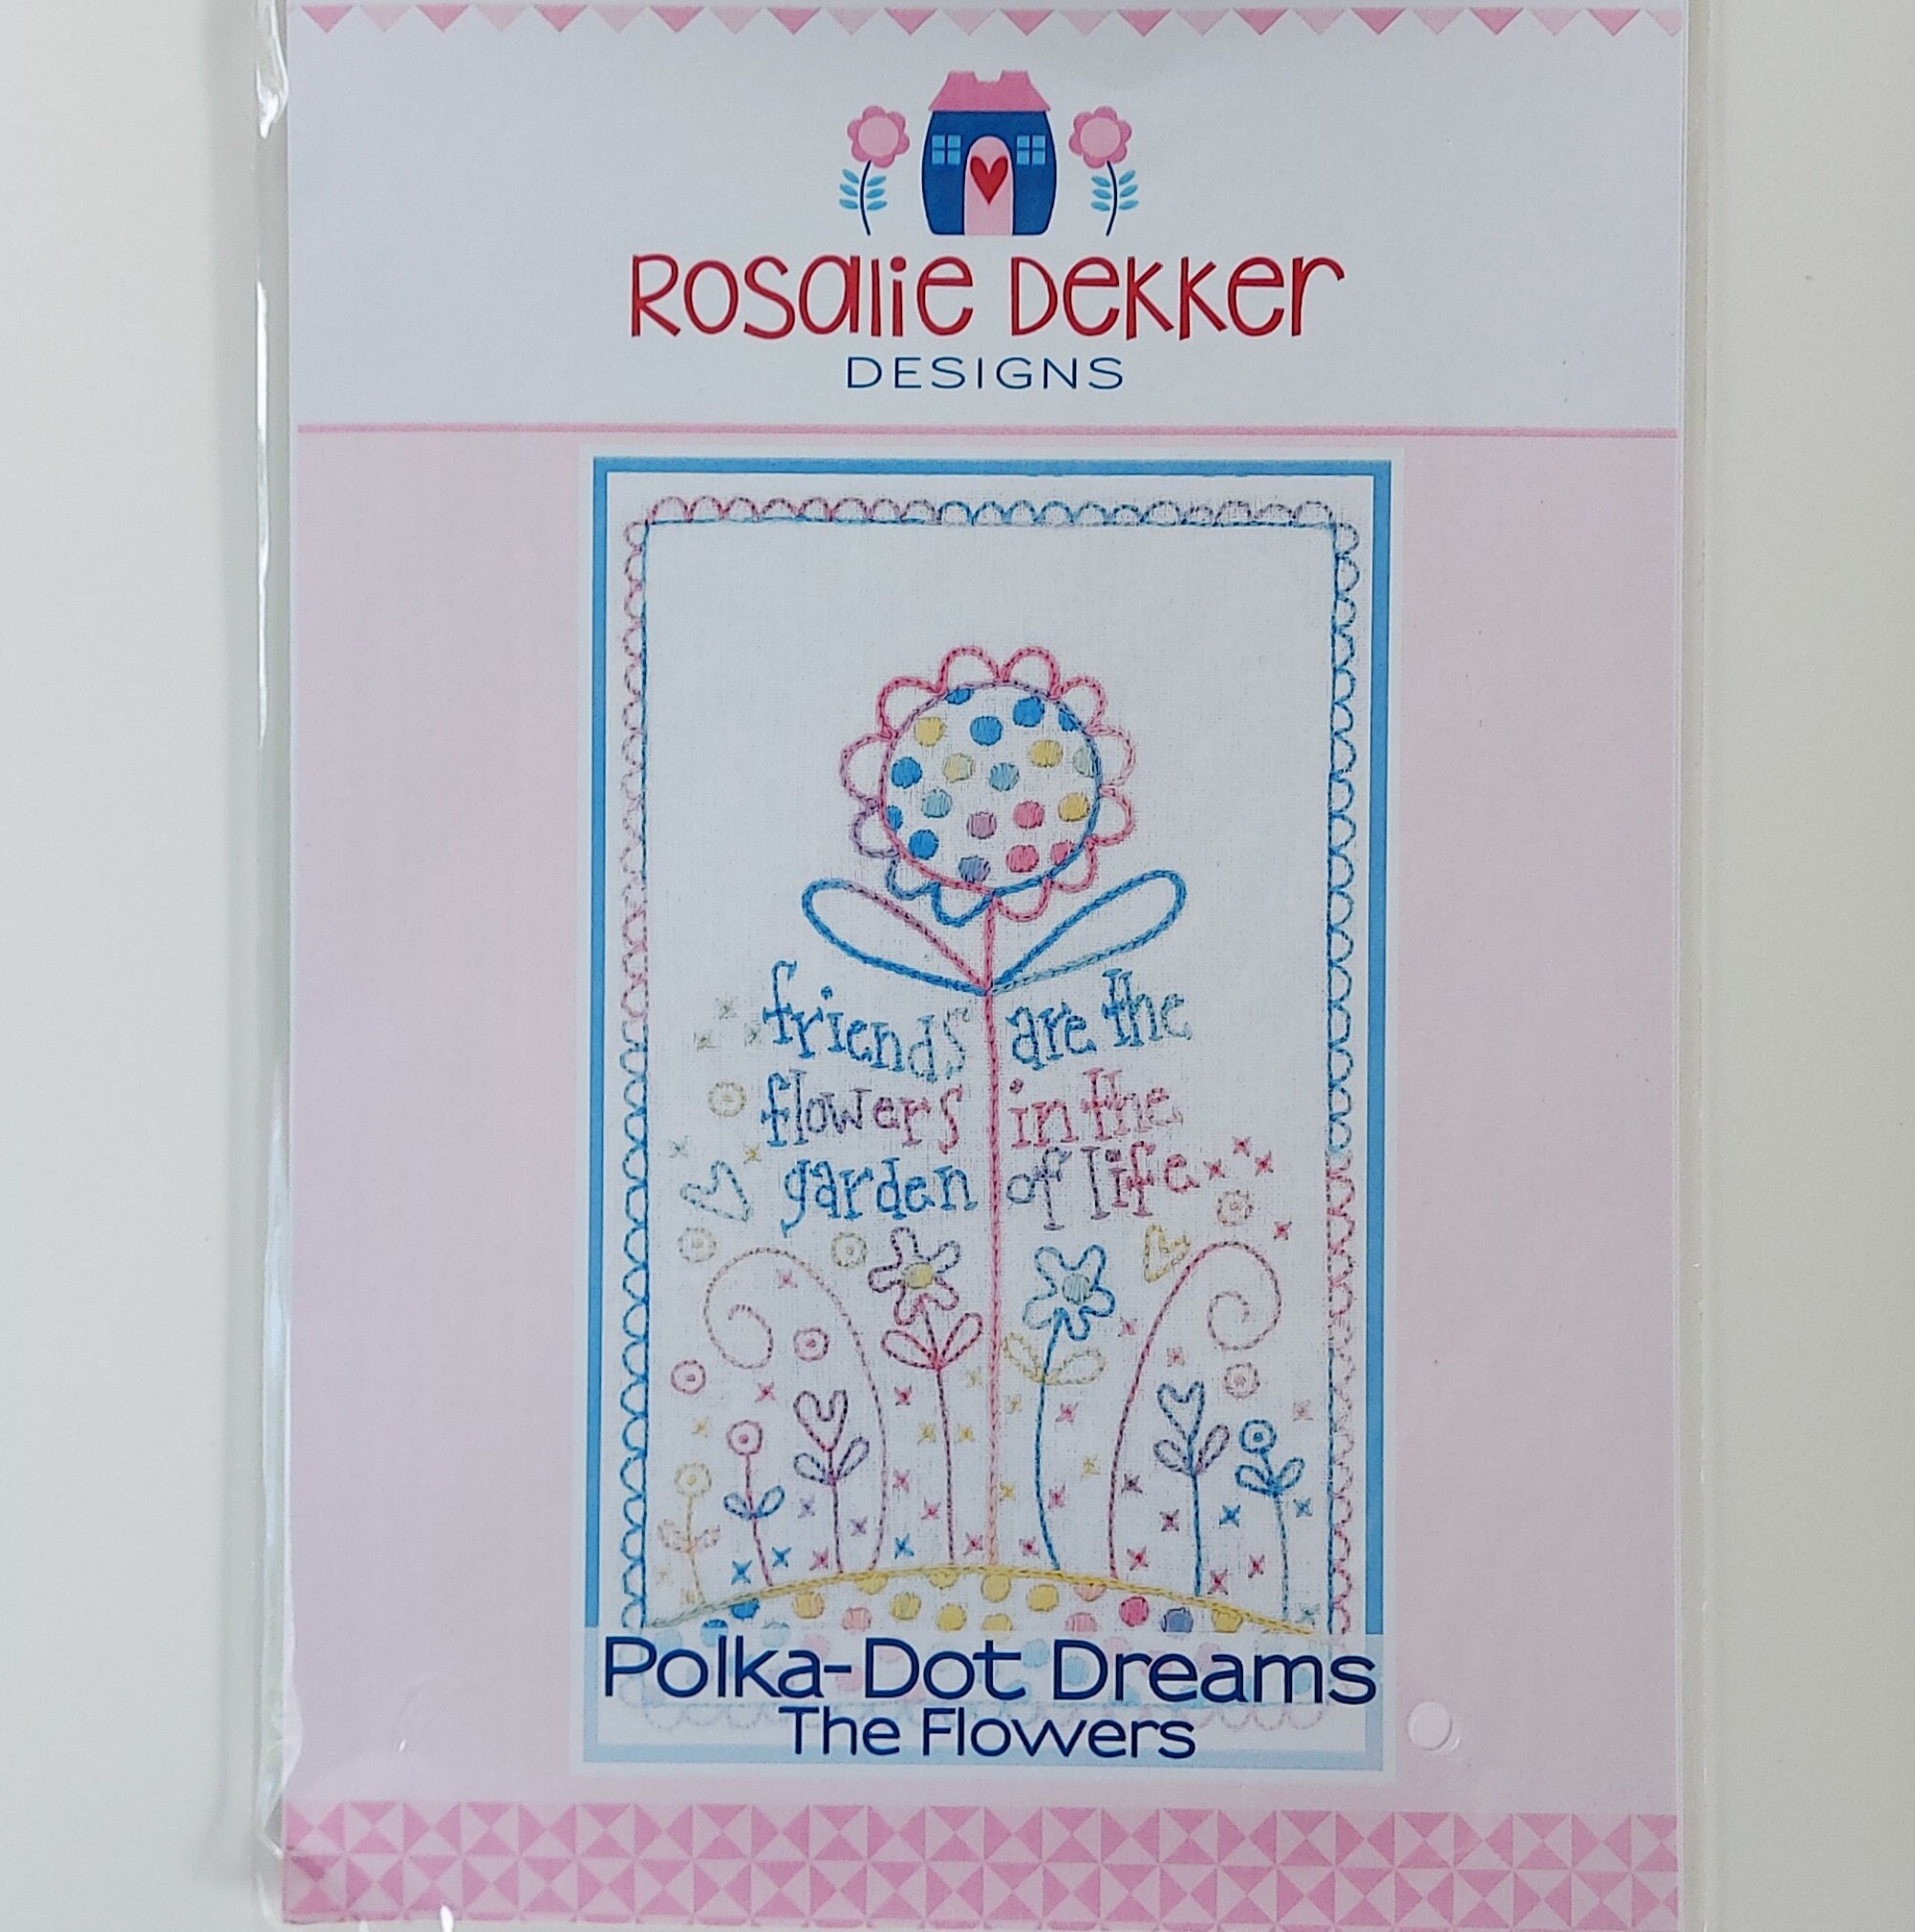 Rosalie Dekker
DESIGNS
friends are the
flowers in the
garden of life
Polka-Dot Dreams
The Flowers